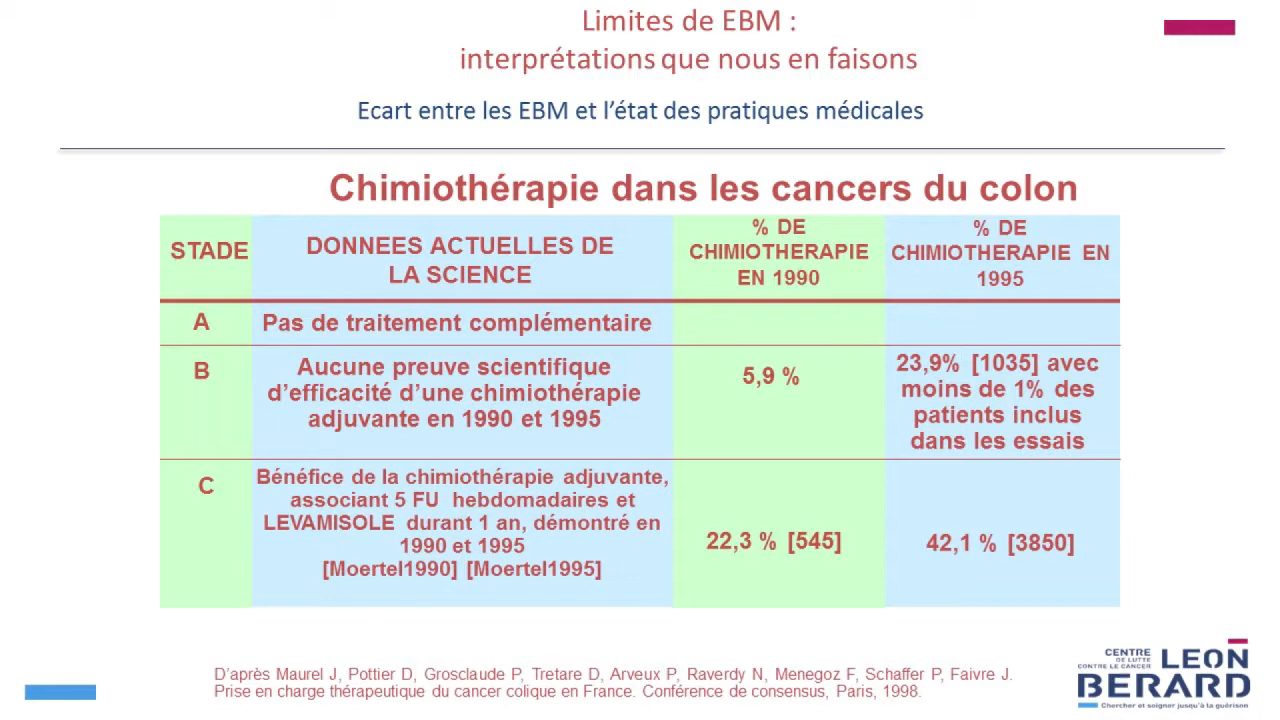 Limites de EBM :
interprétations que nous en faisons
Ecart entre les EBM et l’état des pratiques médicales
Chimiothérapie dans les cancers du colon
STADE
DONNEES ACTUELLES DE
LA SCIENCE
% DE
CHIMIOTHERAPIE
EN 1990
% DE
CHIMIOTHERAPIE EN
1995
A
Pas de traitement complémentaire
B
Aucune preuve scientifique
d’efficacité d’une chimiothérapie
adjuvante en 1990 et 1995
5,9 %
23,9% [1035] avec
moins de 1% des
patients inclus
dans les essais
C
Bénéfice de la chimiothérapie adjuvante,
associant 5 FU hebdomadaires et
LEVAMISOLE durant 1 an, démontré en
1990 et 1995
[Moertel1990] [Moertel1995]
22,3 % [545]
42,1 % [3850]
D’après Maurel J, Pottier D, Grosclaude P, Tretare D, Arveux P, Raverdy N, Menegoz F, Schaffer P, Faivre J.
Prise en charge thérapeutique du cancer colique en France. Conférence de consensus, Paris, 1998.
CENTRE
DE LUTTE
CONTRE LE CANCER
LEON
BERARD
Chercher et soigner jusqu'à la guérison